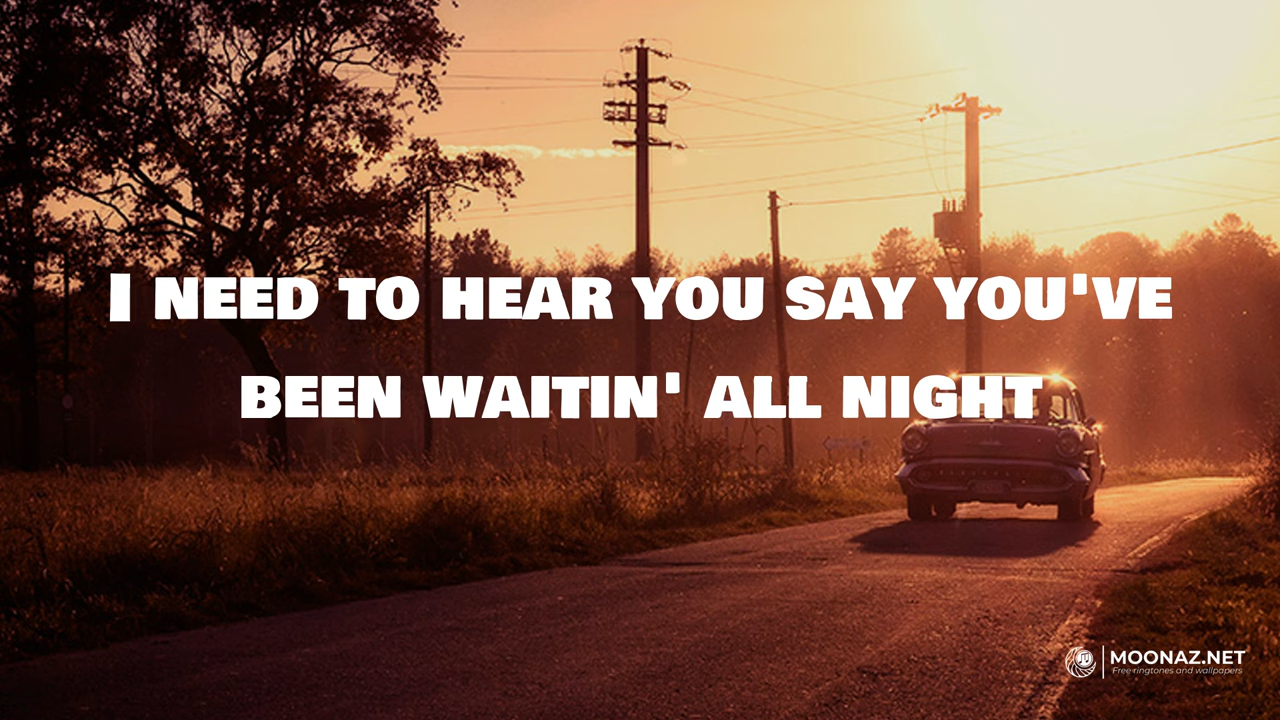 I NEED TO HEAR YOU SAY YOU'VE
BEEN WAITIN' ALL NIGHT
MOONAZ.NET
Free ringtones and wallpapers